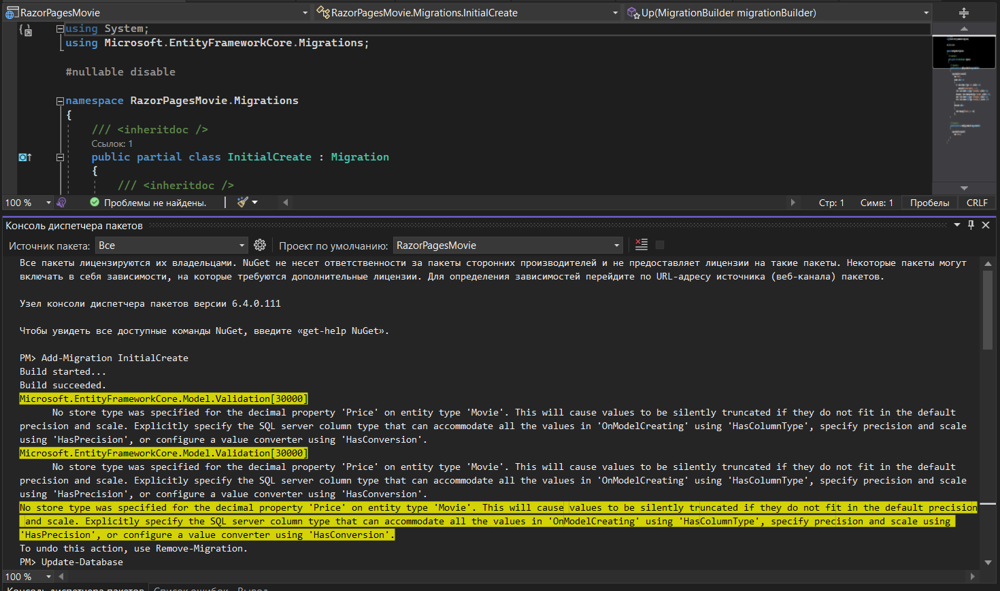 RazorPagesMovie
RazorPagesMovie.Migrations.InitialCreate
Up(MigrationBuilder migrationBuilder)
using System;
using Microsoft.EntityFrameworkCore.Migrations;
#nullable disable
namespace RazorPagesMovie.Migrations
{
/// <inheritdoc />
Ссылок: 1
public partial class InitialCreate : Migration
{
/// <inheritdoc />
100 %
Проблемы не найдены.
Стр: 1
Симв: 1
Пробелы
CRLF
Консоль диспетчера пакетов
Источник пакета: Все
Проект по умолчанию: RazorPagesMovie
Все пакеты лицензируются их владельцами. NuGet не несет ответственности за пакеты сторонних производителей и не предоставляет лицензии на такие пакеты. Некоторые пакеты могут
включать в себя зависимости, на которые требуются дополнительные лицензии. Для определения зависимостей перейдите по URL-адресу источника (веб-канала) пакетов.
Узел консоли диспетчера пакетов версии 6.4.0.111
Чтобы увидеть все доступные команды NuGet, введите «get-help NuGet».
PM> Add-Migration InitialCreate
Build started...
Build succeeded.
Microsoft.EntityFrameworkCore.Model.Validation[30000]
No store type was specified for the decimal property 'Price' on entity type 'Movie'. This will cause values to be silently truncated if they do not fit in the default
precision and scale. Explicitly specify the SQL server column type that can accommodate all the values in 'OnModelCreating' using 'HasColumnType', specify precision and scale
using 'HasPrecision', or configure a value converter using 'HasConversion'.
Microsoft.EntityFrameworkCore.Model.Validation[30000]
No store type was specified for the decimal property 'Price' on entity type 'Movie'. This will cause values to be silently truncated if they do not fit in the default
precision and scale. Explicitly specify the SQL server column type that can accommodate all the values in 'OnModelCreating' using 'HasColumnType', specify precision and scale
using 'HasPrecision', or configure a value converter using 'HasConversion'.
No store type was specified for the decimal property 'Price' on entity type 'Movie'. This will cause values to be silently truncated if they do not fit in the default precision
and scale. Explicitly specify the SQL server column type that can accommodate all the values in 'OnModelCreating' using 'HasColumnType', specify precision and scale using
'HasPrecision', or configure a value converter using 'HasConversion'.
To undo this action, use Remove-Migration.
PM> Update-Database
100 %
Консоль диспетчера пакетов
Список ошибок
Вывод